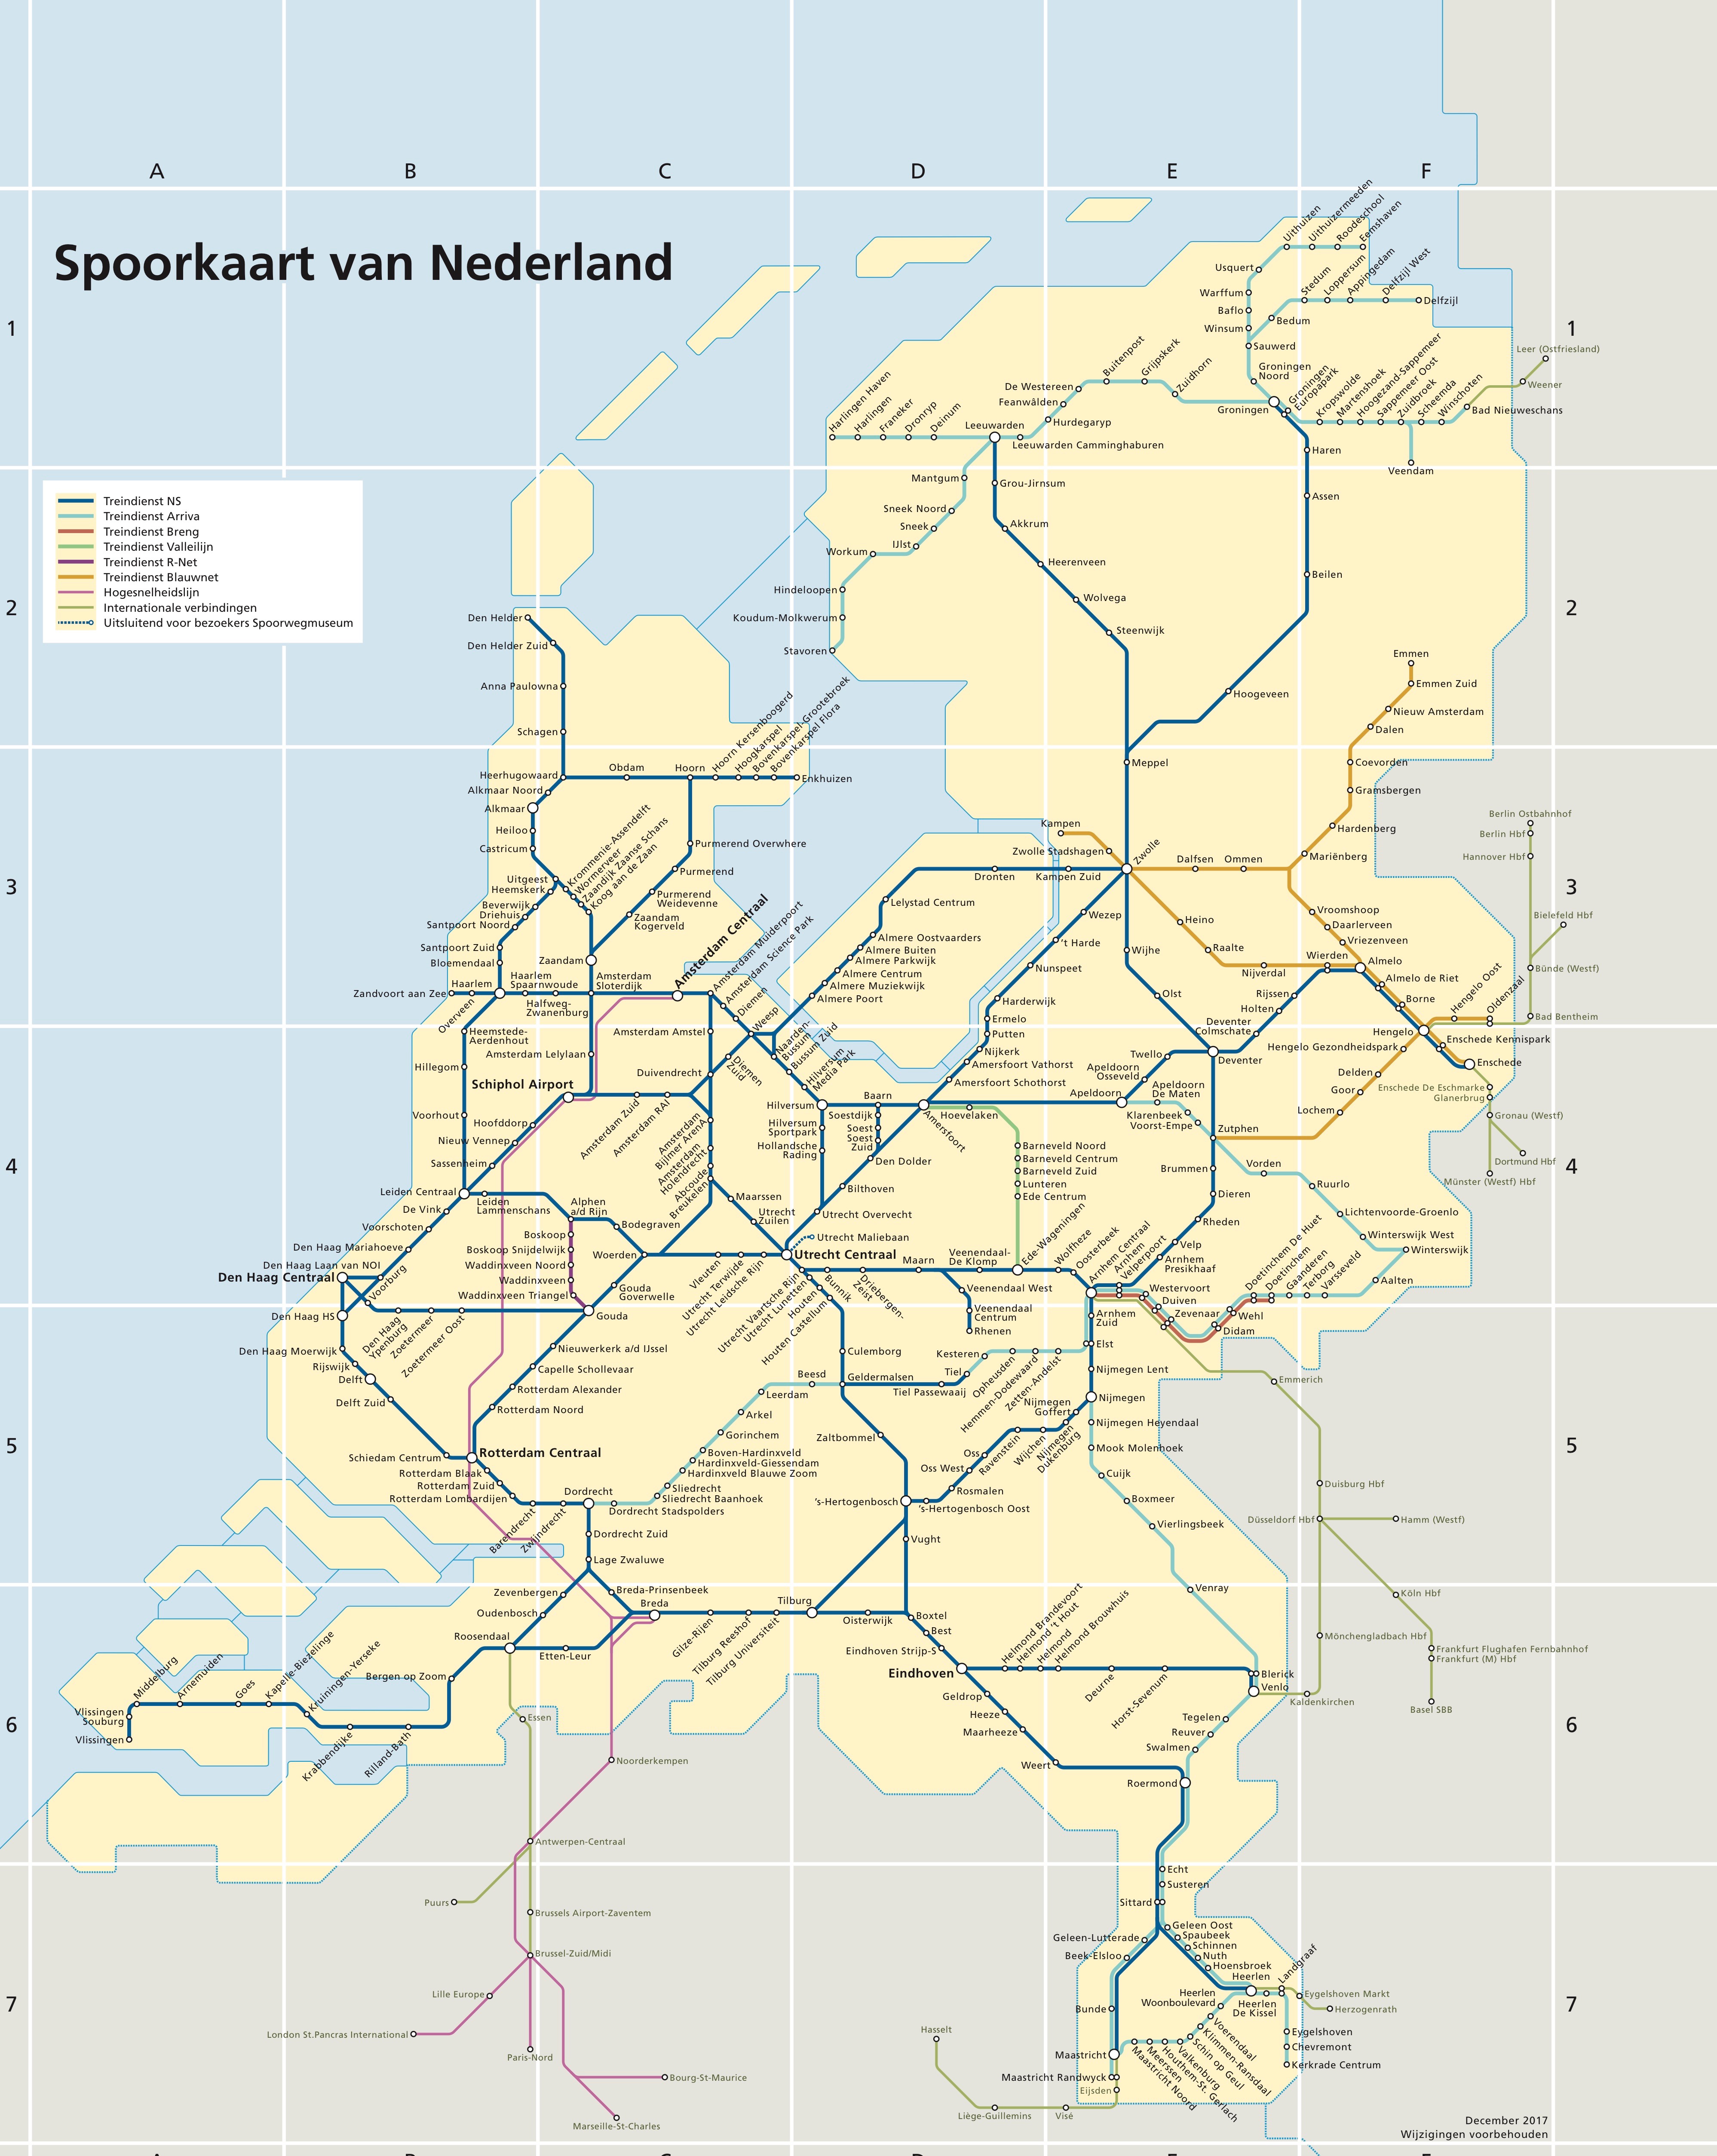 A
B
C
D
E
F
Spoorkaart van Nederland
1
1
2
2
3
3
4
4
5
5
6
6
7
7
Treindienst NS
Treindienst Arriva
Treindienst Breng
Treindienst Valleilijn
Treindienst R-Net
Treindienst Blauwnet
Hogesnelheidslijn
Internationale verbindingen
Uitsluitend voor bezoekers Spoorwegmuseum
Uithuizen
Uithuizermeeden
Roodeschool
Eemshaven
Usquert
Warffum
Baflo
Winsum
Sauwerd
Bedum
Stedum
Loppersum
Appingedam
Delfzijl West
Delfzijl
Groningen
Noord
Groningen
Groningen
Europapark
Kropswolde
Martenshoek
Hoogezand-Sappemeer
Sappemeer Oost
Zuidbroek
Scheemda
Winschoten
Bad Nieuweschans
Weener
Leer (Ostfriesland)
Veendam
Harlingen Haven
Harlingen
Franeker
Dronryp
Deinum
Leeuwarden
Leeuwarden Camminghaburen
Hurdegaryp
Feanwâlden
De Westereen
Buitenpost
Grijpskerk
Zuidhorn
Haren
Assen
Beilen
Hoogeveen
Mantgum
Sneek Noord
Sneek
IJlst
Workum
Hindeloopen
Koudum-Molkwerum
Stavoren
Grou-Jirnsum
Akkrum
Heerenveen
Wolvega
Steenwijk
Meppel
Emmen
Emmen Zuid
Nieuw Amsterdam
Dalen
Coevorden
Gramsbergen
Hardenberg
Mariënberg
Ommen
Dalfsen
Zwolle
Kampen
Zwolle Stadshagen
Kampen Zuid
Dronten
Lelystad Centrum
Almere Oostvaarders
Almere Buiten
Almere Parkwijk
Almere Centrum
Almere Muziekwijk
Almere Poort
Wezep
't Harde
Nunspeet
Harderwijk
Ermelo
Putten
Nijkerk
Amersfoort Vathorst
Amersfoort Schothorst
Amersfoort
Wijhe
Olst
Heino
Raalte
Nijverdal
Wierden
Vroomshoop
Daarlerveen
Vriezenveen
Almelo
Almelo de Riet
Borne
Hengelo Oost
Oldenzaal
Hengelo
Enschede Kennispark
Enschede
Hengelo Gezondheidspark
Delden
Goor
Lochem
Rijssen
Holten
Deventer
Colmschate
Deventer
Twello
Apeldoorn
Osseveld
Apeldoorn
Apeldoorn
De Maten
Klarenbeek
Voorst-Empe
Zutphen
Brummen
Dieren
Rheden
Velp
Arnhem
Presikhaaf
Arnhem
Velperpoort
Arnhem Centraal
Vorden
Ruurlo
Lichtenvoorde-Groenlo
Winterswijk West
Winterswijk
Aalten
Varsseveld
Terborg
Gaanderen
Doetinchem
Doetinchem De Huet
Wehl
Didam
Zevenaar
Duiven
Westervoort
Berlin Ostbahnhof
Berlin Hbf
Hannover Hbf
Bielefeld Hbf
Bünde (Westf)
Bad Bentheim
Enschede De Eschmarke
Glanerbrug
Gronau (Westf)
Dortmund Hbf
Münster (Westf) Hbf
Den Helder
Den Helder Zuid
Anna Paulowna
Schagen
Heerhugowaard
Obdam
Hoorn
Hoorn Kersenboogerd
Hoogkarspel
Bovenkarspel-Grootebroek
Bovenkarspel Flora
Enkhuizen
Alkmaar Noord
Alkmaar
Heiloo
Castricum
Uitgeest
Heemskerk
Beverwijk
Driehuis
Santpoort Noord
Santpoort Zuid
Bloemendaal
Krommenie-Assendelft
Wormerveer
Zaandijk Zaanse Schans
Koog aan de Zaan
Zaandam
Purmerend Overwhere
Purmerend
Purmerend
Weidevenne
Zaandam
Kogerveld
Zandvoort aan Zee
Overveen
Haarlem
Haarlem
Spaarnwoude
Halfweg-
Zwanenburg
Amsterdam
Sloterdijk
Amsterdam Centraal
Amsterdam Muiderpoort
Amsterdam Science Park
Diemen
Weesp
Naarden-
Bussum
Bussum Zuid
Hilversum
Media Park
Hilversum
Hilversum
Sportpark
Hollandsche
Rading
Baarn
Soestdijk
Soest
Soest
Zuid
Den Dolder
Bilthoven
Utrecht Overvecht
Amsterdam Amstel
Amsterdam Lelylaan
Duivendrecht
Diemen
Zuid
Schiphol Airport
Amsterdam Zuid
Amsterdam RAI
Amsterdam
Bijlmer ArenA
Amsterdam
Holendrecht
Abcoude
Breukelen
Maarssen
Utrecht
Zuilen
Utrecht Maliebaan
Utrecht Centraal
Heemstede-
Aerdenhout
Hillegom
Voorhout
Hoofddorp
Nieuw Vennep
Sassenheim
Leiden Centraal
Leiden
Lammenschans
Alphen
a/d Rijn
Bodegraven
Boskoop
Boskoop Snijdelwijk
Waddinxveen Noord
Waddinxveen
Waddinxveen Triangel
Woerden
Vleuten
Utrecht Terwijde
Utrecht Leidsche Rijn
Gouda
Goverwelle
Gouda
De Vink
Voorschoten
Den Haag Mariahoeve
Den Haag Laan van NOI
Den Haag Centraal
Voorburg
Den Haag HS
Den Haag
Ypenburg
Zoetermeer
Zoetermeer Oost
Den Haag Moerwijk
Rijswijk
Delft
Delft Zuid
Schiedam Centrum
Rotterdam Centraal
Nieuwerkerk a/d IJssel
Capelle Schollevaar
Rotterdam Alexander
Rotterdam Noord
Rotterdam Blaak
Rotterdam Zuid
Rotterdam Lombardijen
Barendrecht
Zwijndrecht
Dordrecht
Dordrecht Stadspolders
Sliedrecht Baanhoek
Sliedrecht
Hardinxveld Blauwe Zoom
Hardinxveld-Giessendam
Boven-Hardinxveld
Gorinchem
Arkel
Leerdam
Beesd
Geldermalsen
Dordrecht Zuid
Lage Zwaluwe
Zevenbergen
Oudenbosch
Roosendaal
Breda-Prinsenbeek
Breda
Etten-Leur
Gilze-Rijen
Tilburg Reeshof
Tilburg Universiteit
Tilburg
Oisterwijk
Utrecht Vaartsche Rijn
Utrecht Lunetten
Houten
Houten Castellum
Bunnik
Driebergen-
Zeist
Maarn
Veenendaal-
De Klomp
Veenendaal West
Veenendaal
Centrum
Rhenen
Ede-Wageningen
Wolfheze
Oosterbeek
Hoevelaken
Barneveld Noord
Barneveld Centrum
Barneveld Zuid
Lunteren
Ede Centrum
Culemborg
Tiel Passewaaij
Tiel
Kesteren
Opheusden
Hemmen-Dodewaard
Zetten-Andelst
Arnhem
Zuid
Elst
Nijmegen Lent
Nijmegen
Nijmegen
Goffert
Nijmegen
Dukenburg
Wijchen
Ravenstein
Oss
Oss West
Rosmalen
's-Hertogenbosch Oost
's-Hertogenbosch
Zaltbommel
Vught
Boxtel
Best
Eindhoven Strijp-S
Eindhoven
Nijmegen Heyendaal
Mook Molenhoek
Cuijk
Boxmeer
Vierlingsbeek
Venray
Helmond Brandevoort
Helmond 't Hout
Helmond
Helmond Brouwhuis
Deurne
Horst-Sevenum
Blerick
Venlo
Kaldenkirchen
Tegelen
Reuver
Swalmen
Roermond
Geldrop
Heeze
Maarheeze
Weert
Emmerich
Duisburg Hbf
Düsseldorf Hbf
Hamm (Westf)
Köln Hbf
Mönchengladbach Hbf
Frankfurt Flughafen Fernbahnhof
Frankfurt (M) Hbf
Basel SBB
Vlissingen
Vlissingen
Souburg
Middelburg
Arnemuiden
Goes
Kapelle-Biezelinge
Kruiningen-Yerseke
Krabbendijke
Rilland-Bath
Bergen op Zoom
Essen
Noorderkempen
Antwerpen-Centraal
Puurs
Brussels Airport-Zaventem
Brussel-Zuid/Midi
Lille Europe
London St.Pancras International
Paris-Nord
Bourg-St-Maurice
Marseille-St-Charles
Echt
Susteren
Sittard
Geleen Oost
Spaubeek
Schinnen
Nuth
Hoensbroek
Heerlen
Landgraaf
Geleen-Lutterade
Beek-Elsloo
Bunde
Maastricht
Maastricht Randwyck
Eijsden
Visé
Liège-Guillemins
Hasselt
Maastricht Noord
Meerssen
Houthem-St. Gerlach
Valkenburg
Schin op Geul
Klimmen-Ransdaal
Voerendaal
Heerlen
Woonboulevard
Heerlen
De Kissel
Eygelshoven Markt
Herzogenrath
Eygelshoven
Chevremont
Kerkrade Centrum
December 2017
Wijzigingen voorbehouden